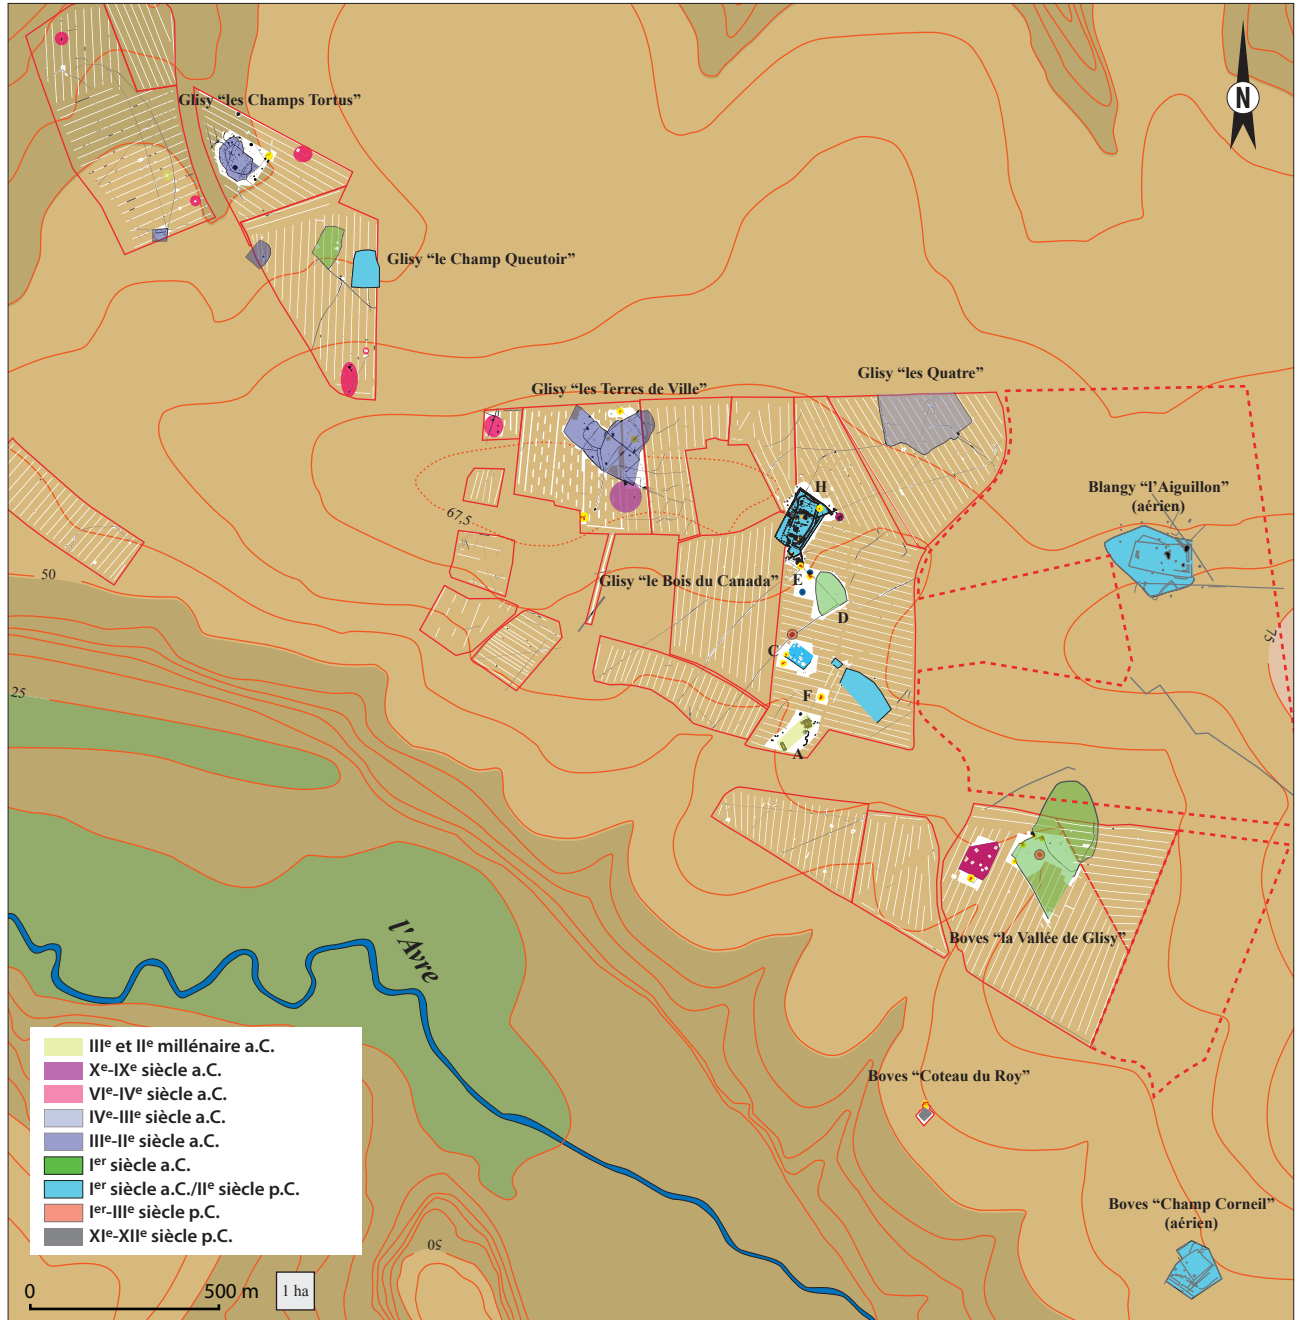 N
Glisy “les Champs Tortus”
Glisy “le Champ Queutoir”
Glisy “les Quatre”
Glisy “les Terres de Ville”
H
Blangy “l’Aiguillon”
(aérien)
67,5
50
Glisy “le Bois du Canada”
E
D
75
C
F
25
A
l'Avre
Boves “la Vallée de Glisy”
Boves “Coteau du Roy”
IIIe et IIe millénaire a.C.
Xe-IXe siècle a.C.
VIe-IVe siècle a.C.
IVe-IIIe siècle a.C.
IIIe-IIe siècle a.C.
Ier siècle a.C.
Ier siècle a.C./IIe siècle p.C.
Ier-IIIe siècle p.C.
XIe-XIIe siècle p.C.
Boves “Champ Corneil”
(aérien)
50
0 500 m 1 ha